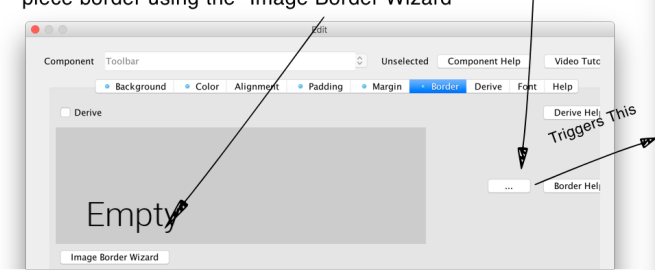 piece border using the "Image Border Wizard"
Edit
Component Toolbar Unselected Component Help Video Tuto
Background Color Alignment Padding Margin Border Derive Font Help
Derive Derive Help
Triggers This
... Border Help
Empty
Image Border Wizard